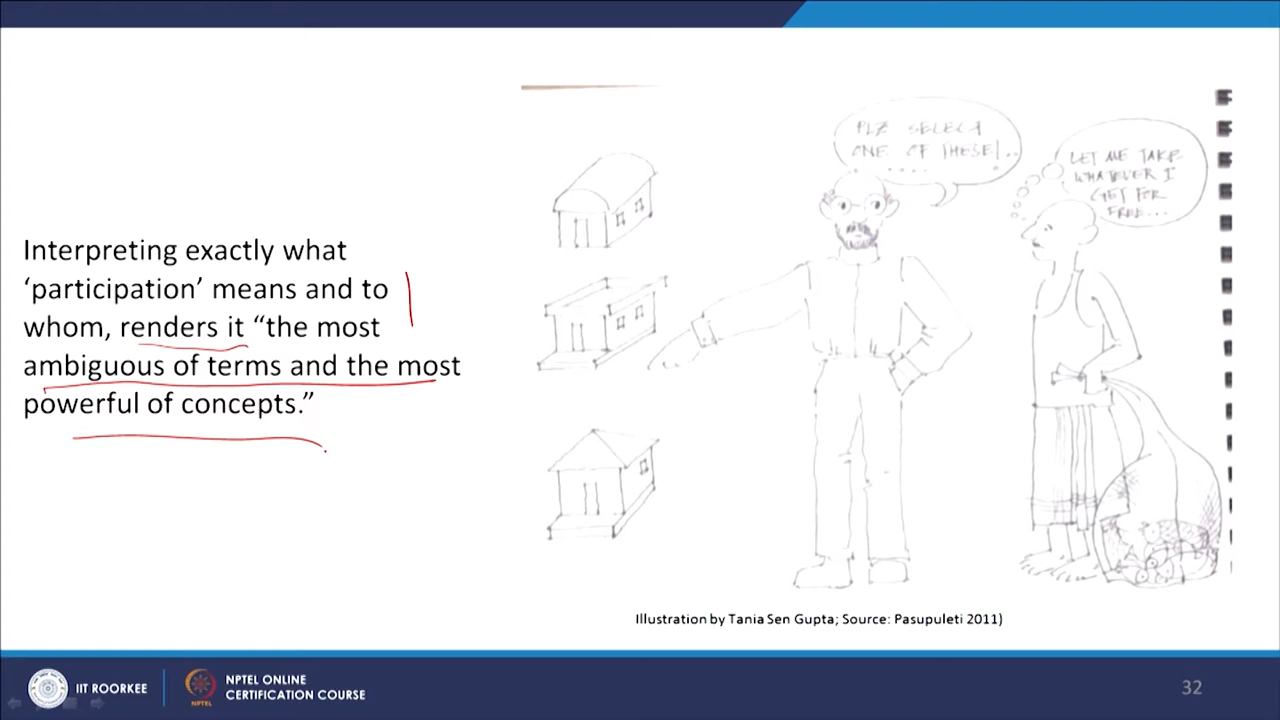 Interpreting exactly what
‘participation’ means and to
whom, renders it “the most
ambiguous of terms and the most
powerful of concepts.”
PLZ SELECT
ONE OF THESE!..
....
LET ME TAKE
WHATEVER I
GET FOR
FREE...
Illustration by Tania Sen Gupta; Source: Pasupuleti 2011)
IIT ROORKEE
NPTEL
NPTEL ONLINE
CERTIFICATION COURSE
32